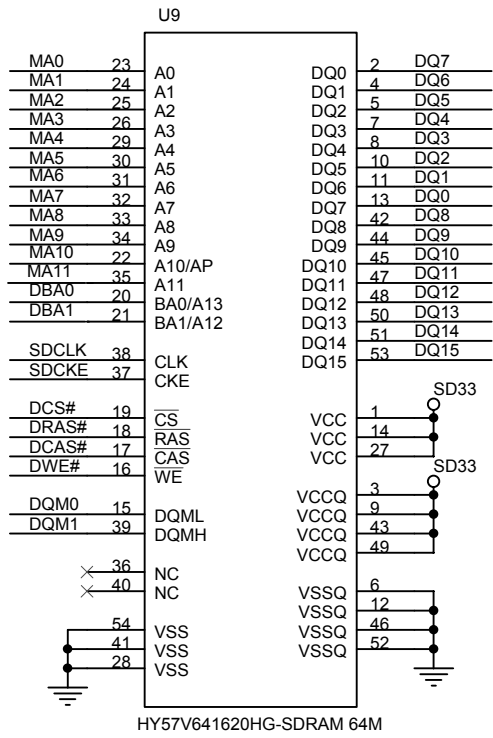 U9
MA0 23 A0 DQ0 2 DQ7
MA1 24 A1 DQ1 4 DQ6
MA2 25 A2 DQ2 5 DQ5
MA3 26 A3 DQ3 7 DQ4
MA4 29 A4 DQ4 8 DQ3
MA5 30 A5 DQ5 10 DQ2
MA6 31 A6 DQ6 11 DQ1
MA7 32 A7 DQ7 13 DQ0
MA8 33 A8 DQ8 42 DQ8
MA9 34 A9 DQ9 44 DQ9
MA10 22 A10/AP DQ10 45 DQ10
MA11 35 A11 DQ11 47 DQ11
DBA0 20 BA0/A13 DQ12 48 DQ12
DBA1 21 BA1/A12 DQ13 50 DQ13
DQ14 51 DQ14
SDCLK 38 CLK DQ15 53 DQ15
SDCKE 37 CKE
SD33
DCS# 19 CS VCC 1
DRAS# 18 RAS VCC 14
DCAS# 17 CAS VCC 27
DWE# 16 WE
SD33
VCCQ 3
DQM0 15 DQML VCCQ 9
DQM1 39 DQMH VCCQ 43
VCCQ 49
36 NC
40 NC VSSQ 6
VSSQ 12
54 VSS VSSQ 46
41 VSS VSSQ 52
28 VSS
HY57V641620HG-SDRAM 64M